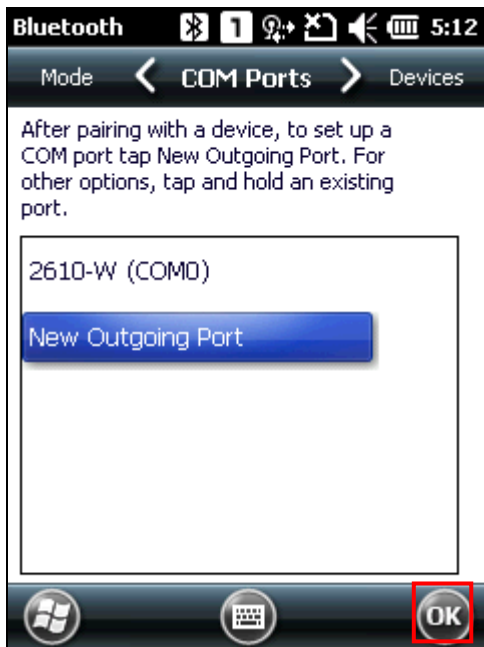 Bluetooth 1 5:12
Mode COM Ports Devices
After pairing with a device, to set up a
COM port tap New Outgoing Port. For
other options, tap and hold an existing
port.
2610-W (COM0)
New Outgoing Port
OK